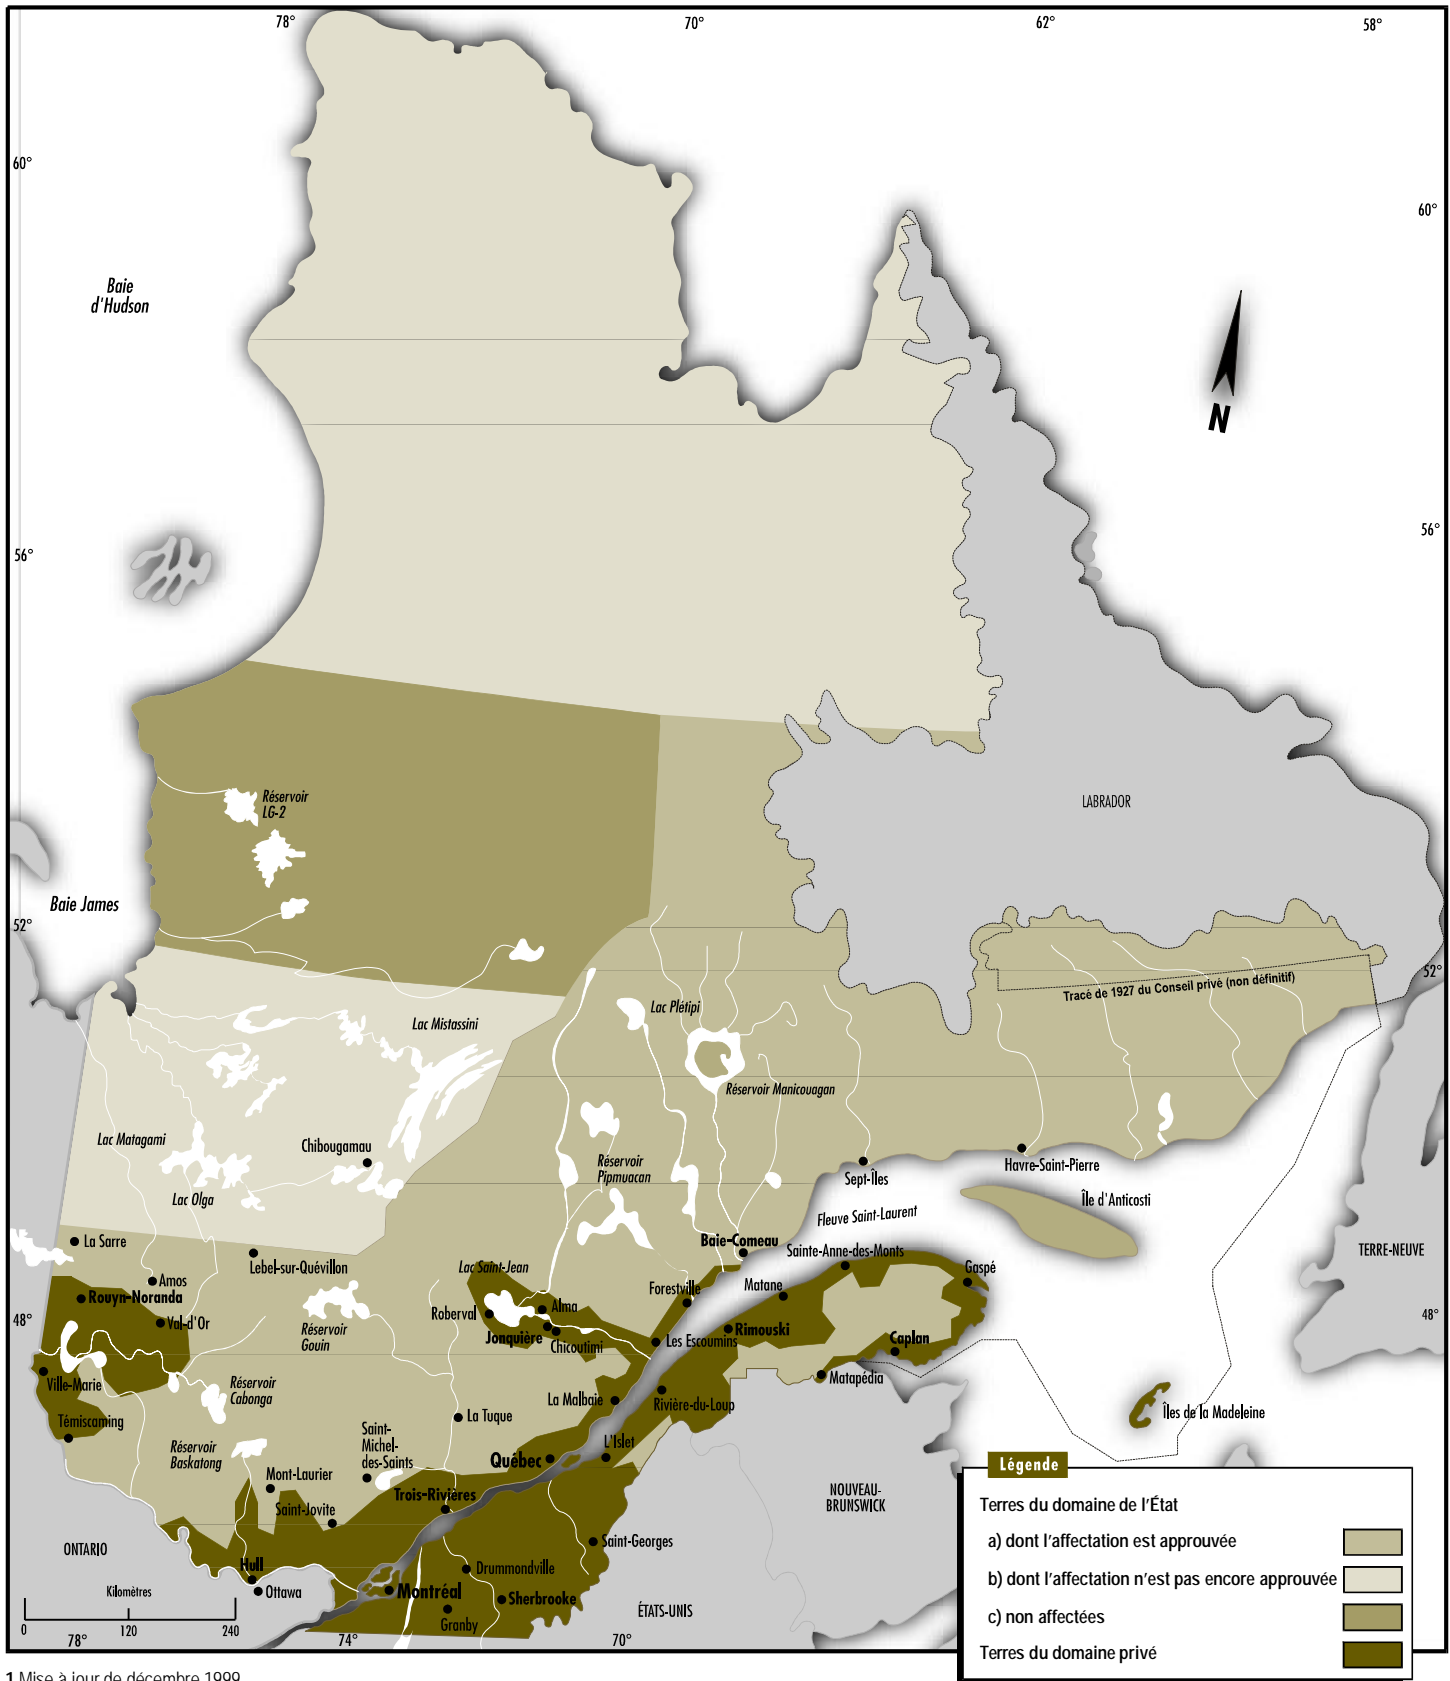 78°
70°
62°
58°
60°
60°
Baie
d'Hudson
N
56°
56°
Réservoir
LG-2
LABRADOR
Baie James
52°
52°
Tracé de 1927 du Conseil privé (non définitif)
Lac Plétipi
Lac Mistassini
Réservoir Manicouagan
Lac Matagami
Chibougamau
Havre-Saint-Pierre
Réservoir
Pipmuacan
Sept-Îles
Lac Olga
Île d'Anticosti
Fleuve Saint-Laurent
La Sarre
Baie-Comeau
Sainte-Anne-des-Monts
TERRE-NEUVE
Lebel-sur-Quévillon
Lac Saint-Jean
Gaspé
Amos
Forestville
Matane
Rouyn-Noranda
Alma
Roberval
48°
48°
Val-d'Or
Réservoir
Gouin
Jonquière
Chicoutimi
Les Escoumins
Rimouski
Caplan
Ville-Marie
Matapédia
Réservoir
Cabonga
La Malbaie
Rivière-du-Loup
Îles de la Madeleine
Témiscaming
La Tuque
Saint-
Michel-
des-Saints
Réservoir
Baskatong
L'Islet
Québec
Mont-Laurier
Trois-Rivières
Saint-Jovite
NOUVEAU-
BRUNSWICK
Saint-Georges
ONTARIO
Hull
Drummondville
Ottawa
Montréal
Sherbrooke
Granby
ÉTATS-UNIS
Kilomètres
0 120 240
78°
74°
70°
Légende
Terres du domaine de l'État
a) dont l'affectation est approuvée
b) dont l'affectation n'est pas encore approuvée
c) non affectées
Terres du domaine privé
1 Mise à jour de décembre 1999